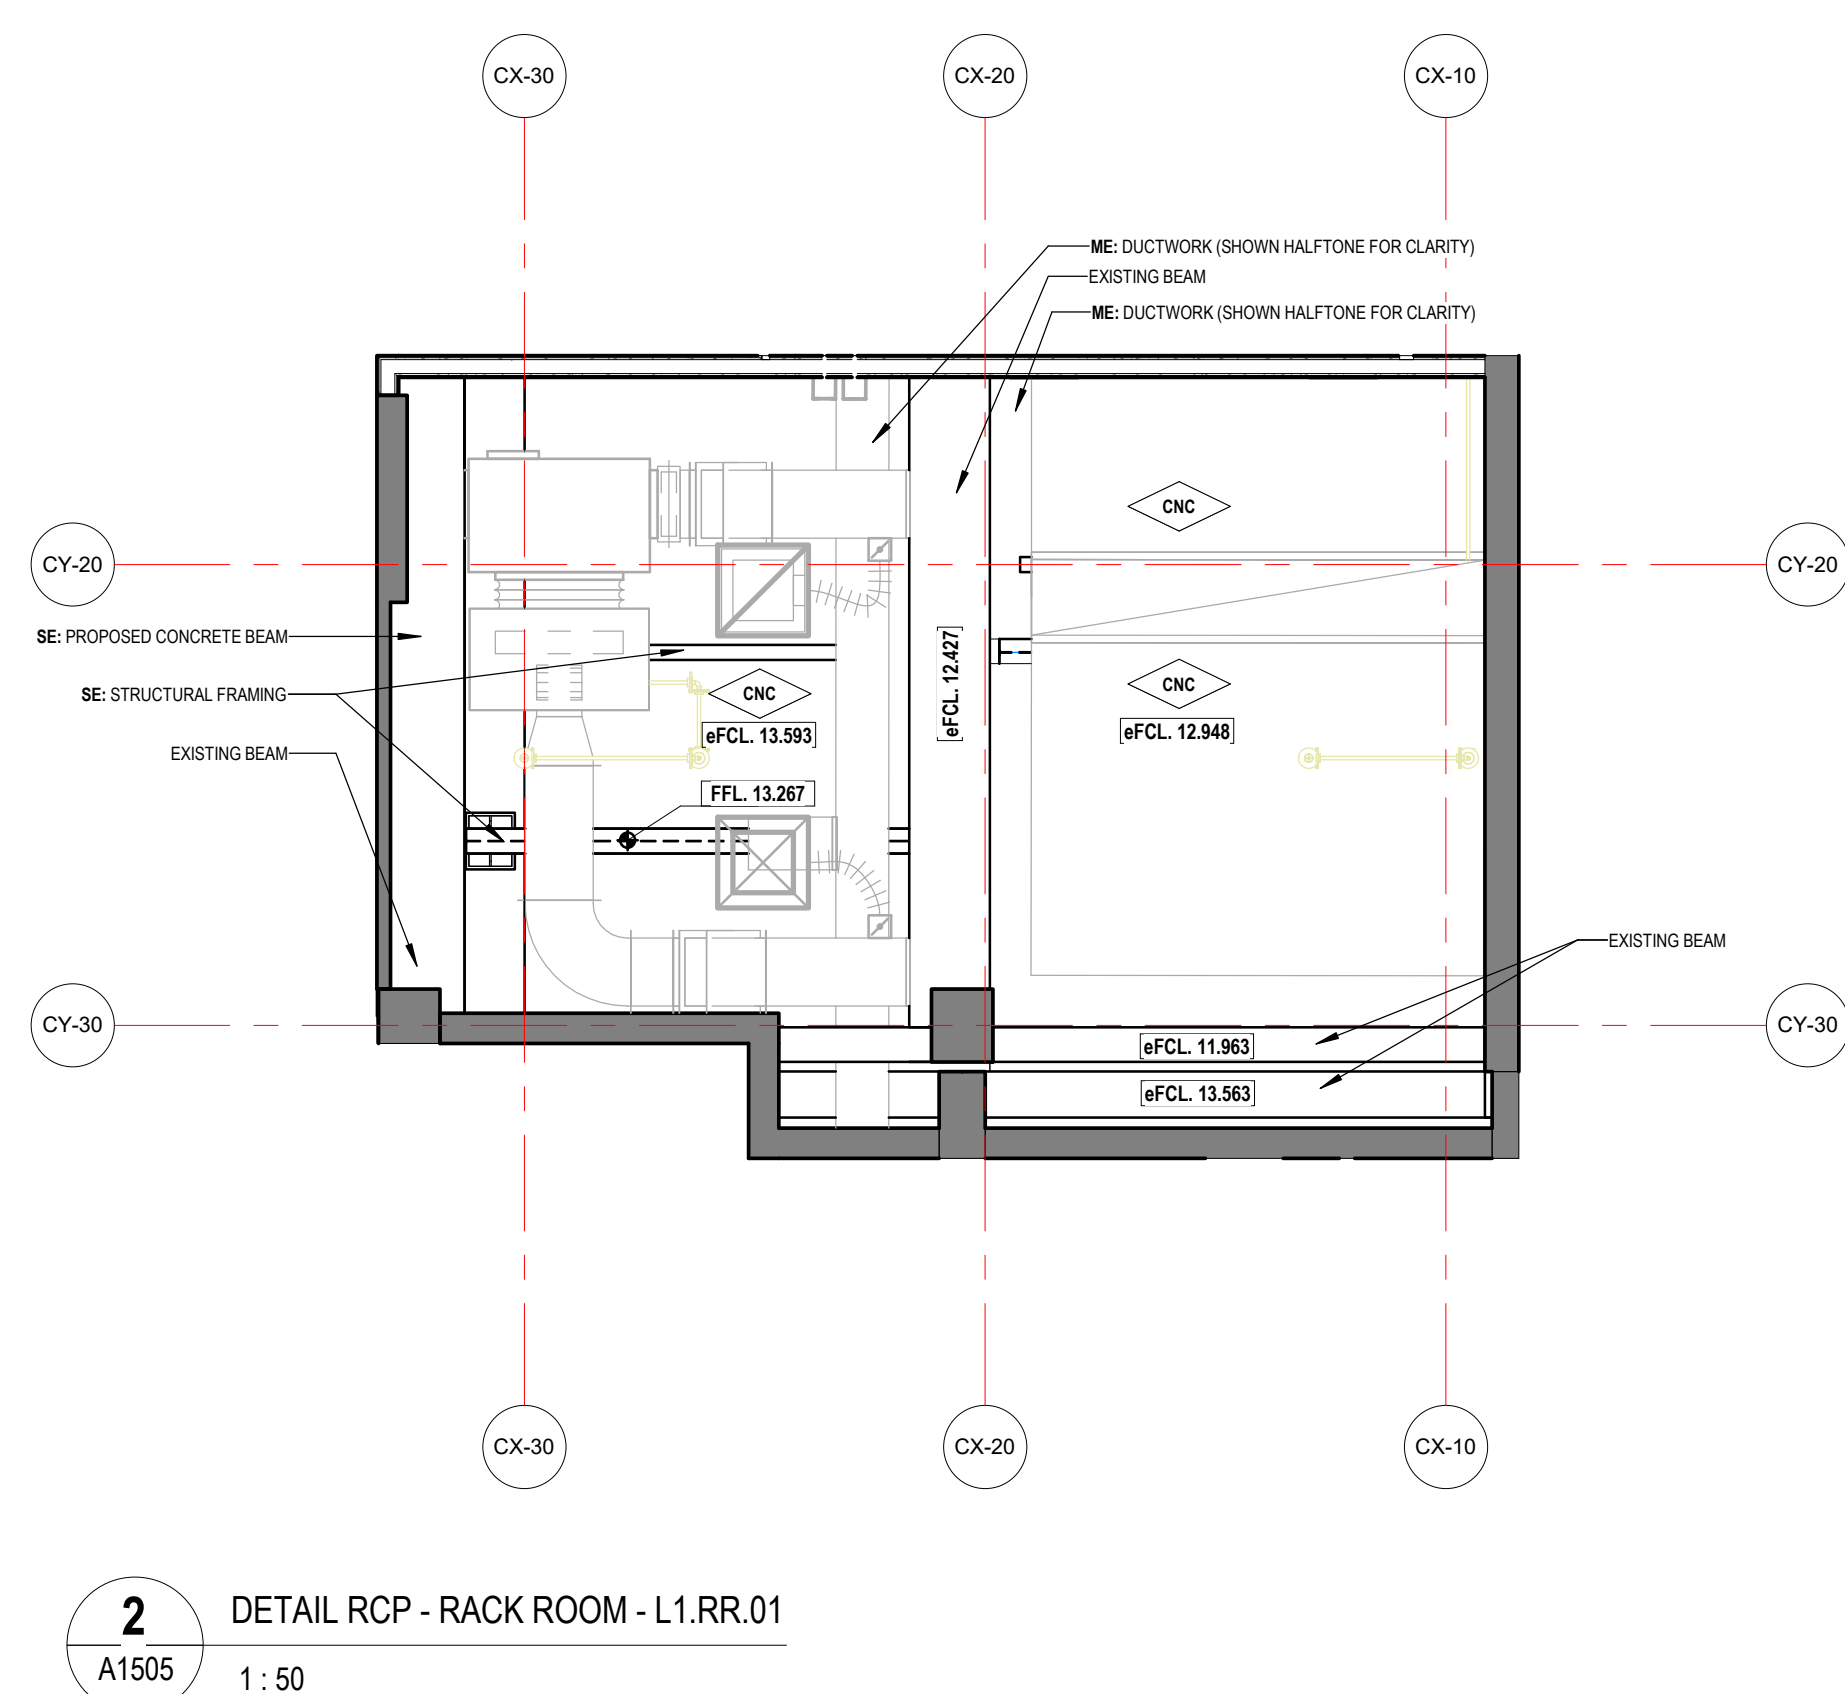 CX-30
CX-20
CX-10
ME: DUCTWORK (SHOWN HALFTONE FOR CLARITY)
EXISTING BEAM
ME: DUCTWORK (SHOWN HALFTONE FOR CLARITY)
CNC
CY-20
CY-20
SE: PROPOSED CONCRETE BEAM
eFCL. 12.427
SE: STRUCTURAL FRAMING
CNC
CNC
eFCL. 13.593
eFCL. 12.948
EXISTING BEAM
FFL. 13.267
EXISTING BEAM
CY-30
CY-30
eFCL. 11.963
eFCL. 13.563
CX-30
CX-20
CX-10
2
DETAIL RCP - RACK ROOM - L1.RR.01
A1505
1 : 50